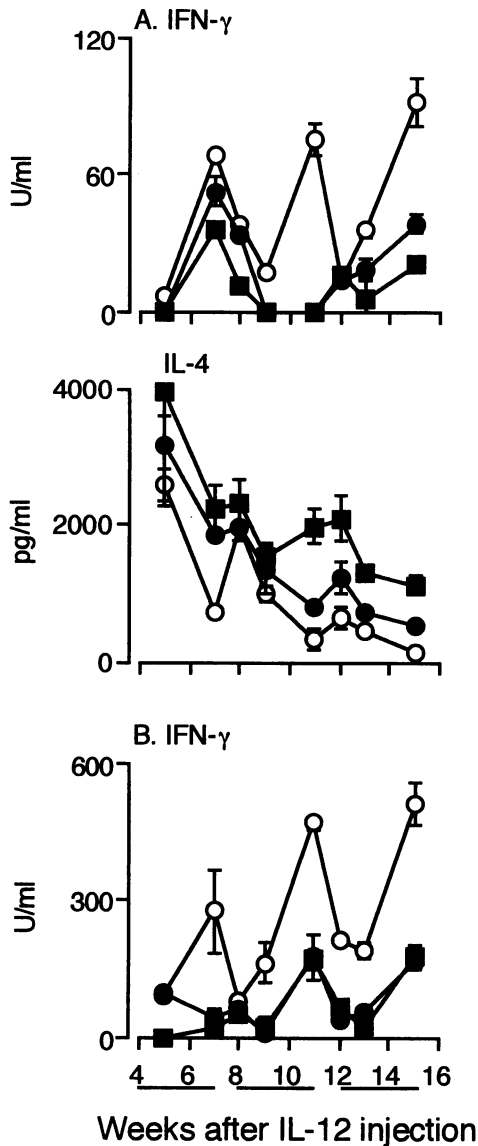 A. IFN-γ
120
60
0
U/ml
IL-4
4000
2000
0
pg/ml
B. IFN-γ
600
300
0
U/ml
4 6 8 10 12 14 16
Weeks after IL-12 injection